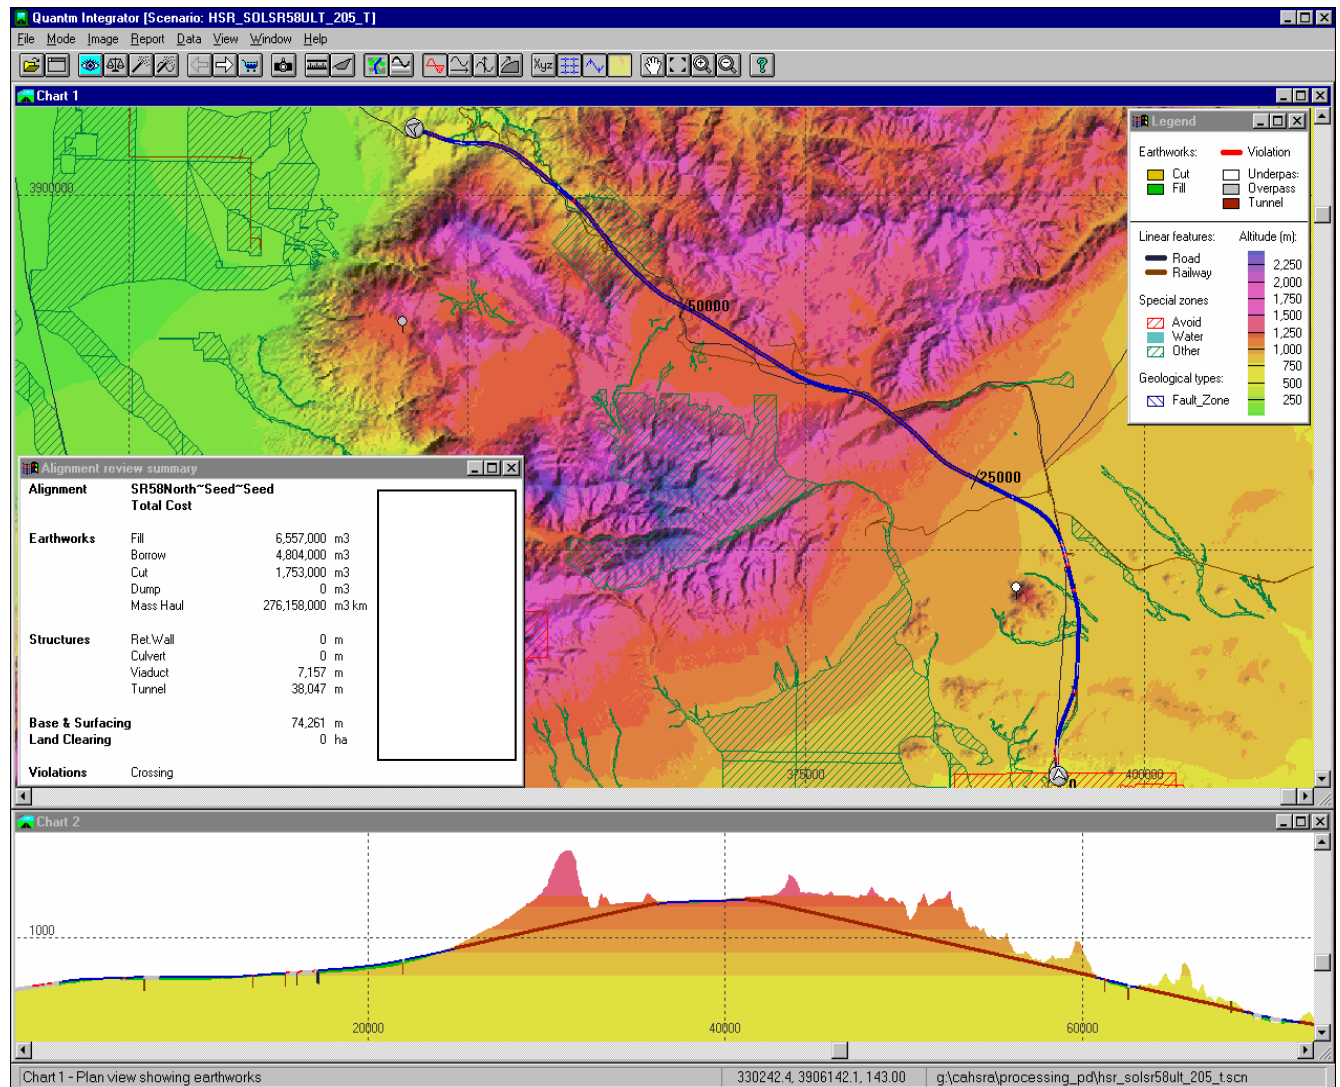 Quantm Integrator [Scenario: HSR_SOLSR58ULT_205_T]
File Mode Image Report Data View Window Help
Xyz
Chart 1
3900000
50000
25000
375000
400000
0
Legend
Earthworks:
Violation
Cut
Fill
Underpas:
Overpass
Tunnel
Linear features:
Road
Railway
Special zones
Avoid
Water
Other
Geological types:
Fault_Zone
Altitude (m):
2,250
2,000
1,750
1,500
1,250
1,000
750
500
250
Alignment review summary
Alignment SR58North~Seed~Seed
Total Cost
Earthworks Fill 6,557,000 m3
Borrow 4,804,000 m3
Cut 1,753,000 m3
Dump 0 m3
Mass Haul 276,158,000 m3 km
Structures Ret.Wall 0 m
Culvert 0 m
Viaduct 7,157 m
Tunnel 38,047 m
Base & Surfacing 74,261 m
Land Clearing 0 ha
Violations Crossing
Chart 2
1000
20000
40000
60000
Chart 1 - Plan view showing earthworks
330242.4, 3906142.1, 143.00
g:\cahsra\processing_pd\hsr_solsr58ult_205_t.scn